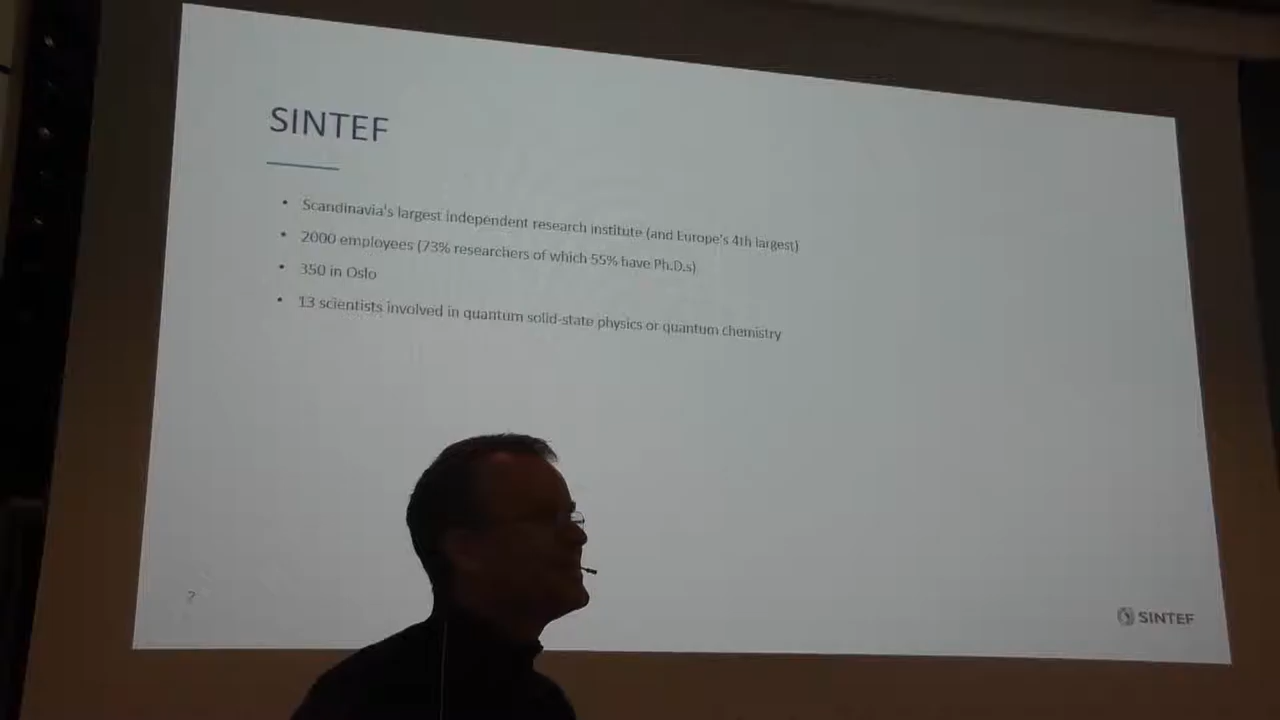 SINTEF
• Scandinavia's largest independent research institute (and Europe's 4th largest)
• 2000 employees (73% researchers of which 55% have Ph.D.s)
• 350 in Oslo
• 13 scientists involved in quantum solid-state physics or quantum chemistry
SINTEF